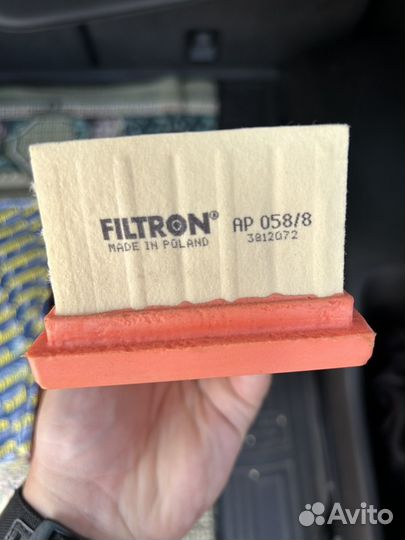 FILTRON® AP 058/8
MADE IN POLAND 3812072
Avito